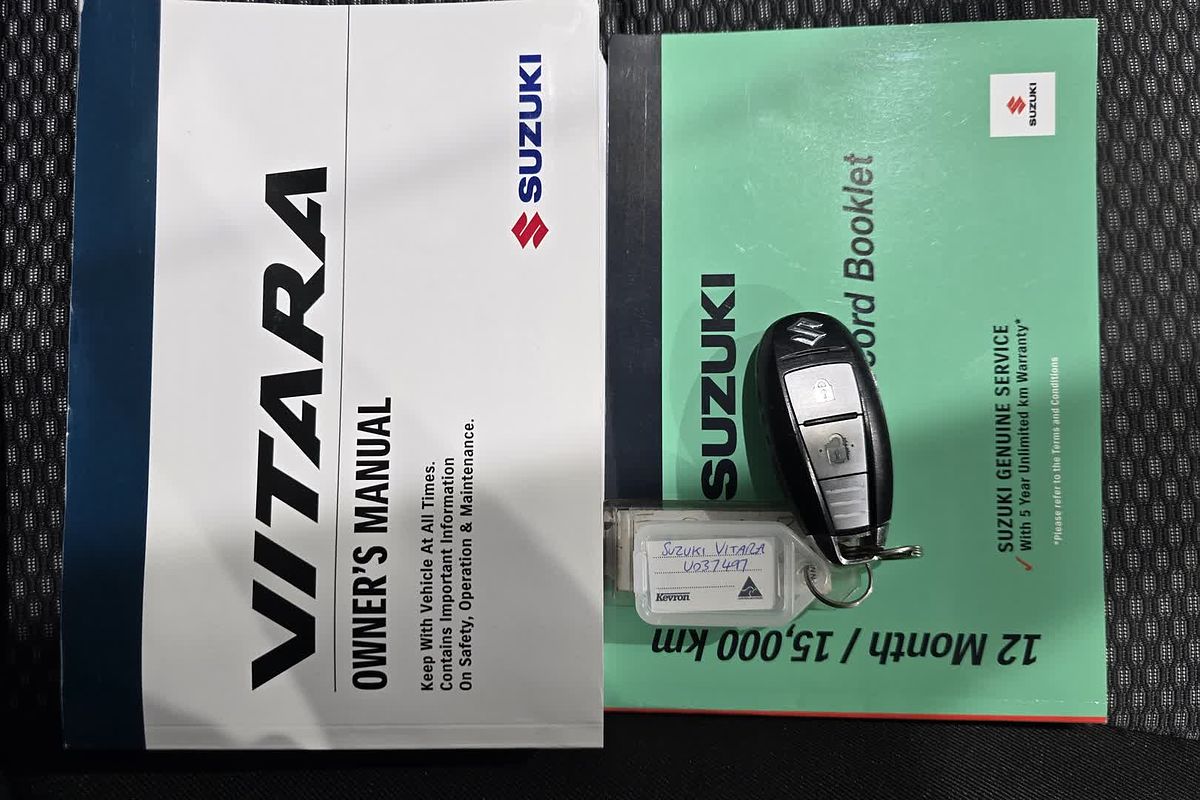 VITARA
OWNER'S MANUAL
Keep With Vehicle At All Times.
Contains Important Information
On Safety, Operation & Maintenance.
SUZUKI
SUZUKI
SUZUKI
Booklet
SUZUKI GENUINE SERVICE
With 5 Year Unlimited km Warranty*
*Please refer to the Terms and Conditions
12 Month / 15,000 km
SUZUKI VITARA
U037497
Kevron